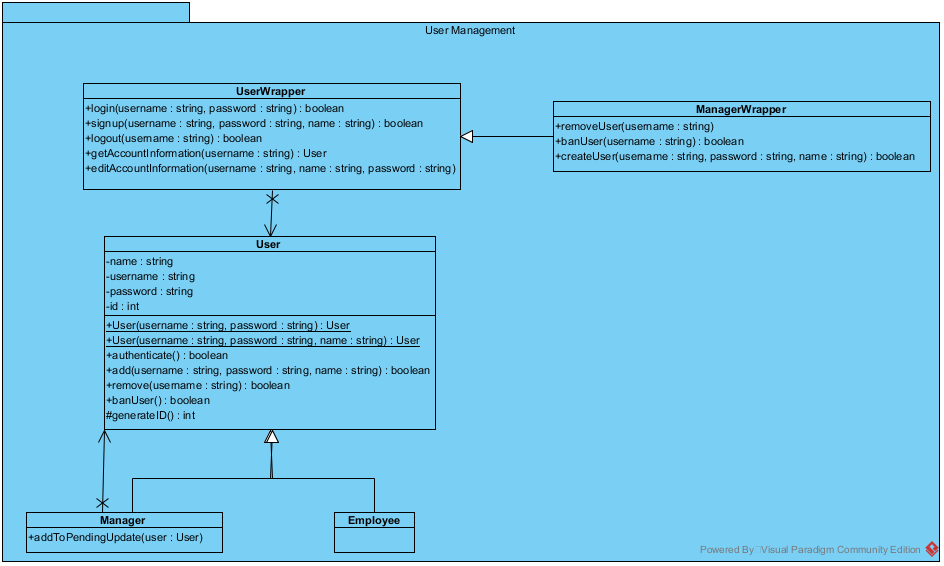 User Management
UserWrapper
+login(username : string, password : string) : boolean
+signup(username : string, password : string, name : string) : boolean
+logout(username : string) : boolean
+getAccountInformation(username : string) : User
+editAccountInformation(username : string, name : string, password : string)
ManagerWrapper
+removeUser(username : string)
+banUser(username : string) : boolean
+createUser(username : string, password : string, name : string) : boolean
User
-name : string
-username : string
-password : string
-id : int
+User(username : string, password : string) : User
+User(username : string, password : string, name : string) : User
+authenticate() : boolean
+add(username : string, password : string, name : string) : boolean
+remove(username : string) : boolean
+banUser() : boolean
#generateID() : int
Manager
+addToPendingUpdate(user : User)
Employee
Powered By Visual Paradigm Community Edition